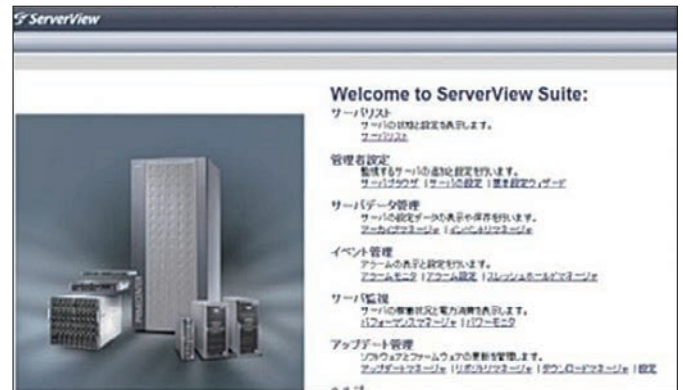 ServerView
Welcome to ServerView Suite:
サーバリスト
サーバの状態と設定を表示します。
サーバリスト
管理者設定
監視するサーバの追加と設定を行います。
サーバブラウザ | サーバの設定 | 基本設定ウィザード
サーバデータ管理
サーバの設定データの表示や保存を行います。
アーカイブマネージャ | インベントリマネージャ
イベント管理
アラームの表示と設定を行います。
アラームモニタ | アラーム設定 | スレッショルドマネージャ
サーバ監視
サーバの稼働状況と電力消費を表示します。
パフォーマンスマネージャ | パワーモニタ
アップデート管理
ソフトウェアとファームウェアの更新を管理します。
アップデートマネージャ | リポジトリマネージャ | ダウンロードマネージャ | 設定